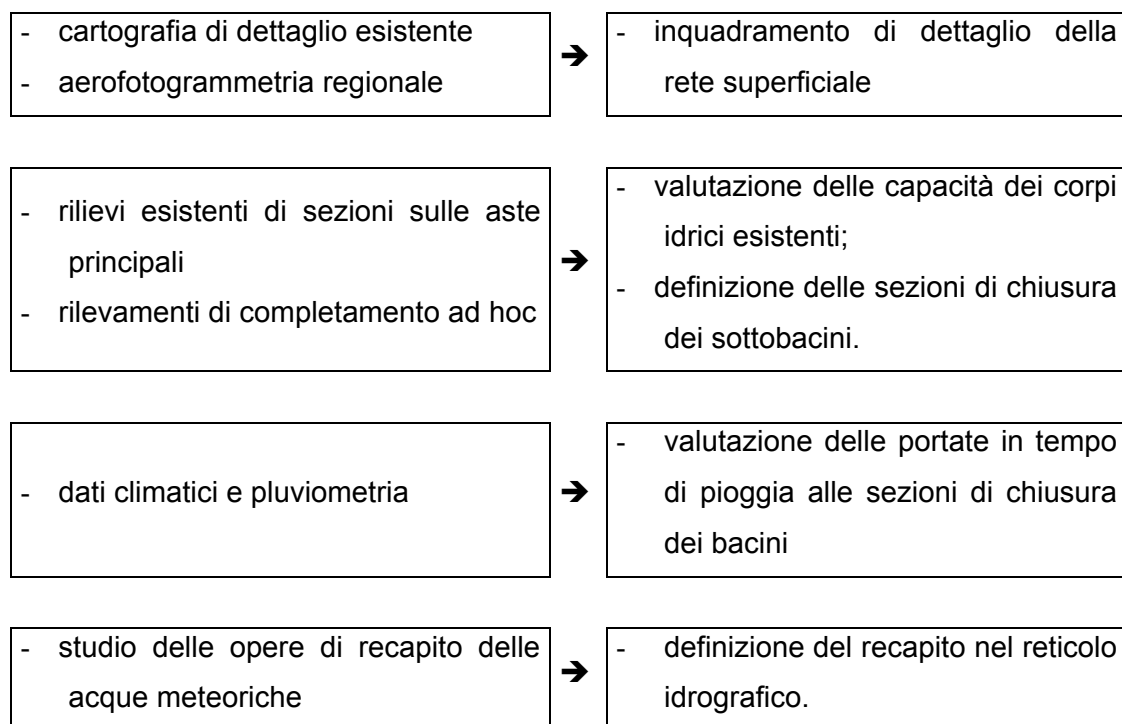 - cartografia di dettaglio esistente
- aerofotogrammetria regionale
➔
- inquadramento di dettaglio della
rete superficiale
- rilievi esistenti di sezioni sulle aste
principali
- rilevamenti di completamento ad hoc
➔
- valutazione delle capacità dei corpi
idrici esistenti;
- definizione delle sezioni di chiusura
dei sottobacini.
- dati climatici e pluviometria
➔
- valutazione delle portate in tempo
di pioggia alle sezioni di chiusura
dei bacini
- studio delle opere di recapito delle
acque meteoriche
➔
- definizione del recapito nel reticolo
idrografico.